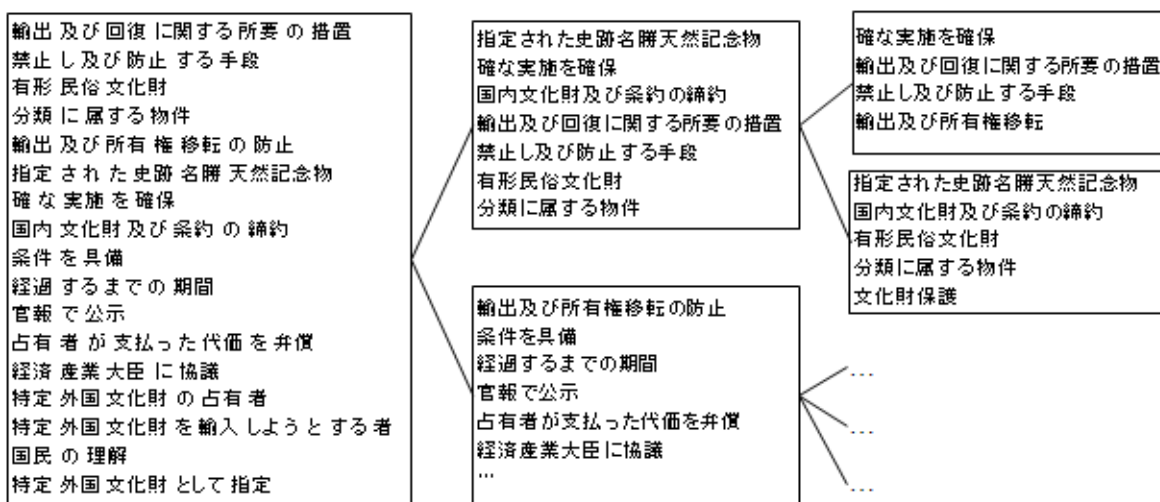 輸出及び回復に関する所要の措置
禁止し及び防止する手段
有形民俗文化財
分類に属する物件
輸出及び所有権移転の防止
指定された史跡名勝天然記念物
確な実施を確保
国内文化財及び条約の締約
条件を具備
経過するまでの期間
官報で公示
占有者が支払った代価を弁償
経済産業大臣に協議
特定外国文化財の占有者
特定外国文化財を輸入しようとする者
国民の理解
特定外国文化財として指定
指定された史跡名勝天然記念物
確な実施を確保
国内文化財及び条約の締約
輸出及び回復に関する所要の措置
禁止し及び防止する手段
有形民俗文化財
分類に属する物件
輸出及び所有権移転の防止
条件を具備
経過するまでの期間
官報で公示
占有者が支払った代価を弁償
経済産業大臣に協議
…
確な実施を確保
輸出及び回復に関する所要の措置
禁止し及び防止する手段
輸出及び所有権移転
指定された史跡名勝天然記念物
国内文化財及び条約の締約
有形民俗文化財
分類に属する物件
文化財保護
…
…
…